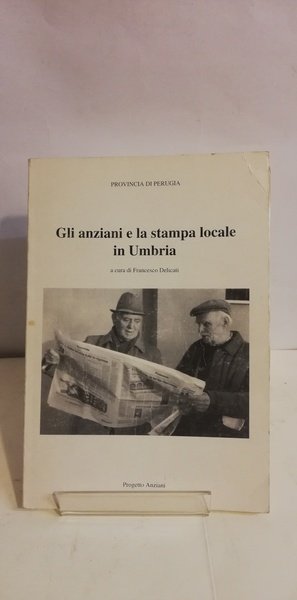 PROVINCIA DI PERUGIA
Gli anziani e la stampa locale
in Umbria
a cura di Francesco Delicati
Progetto Anziani